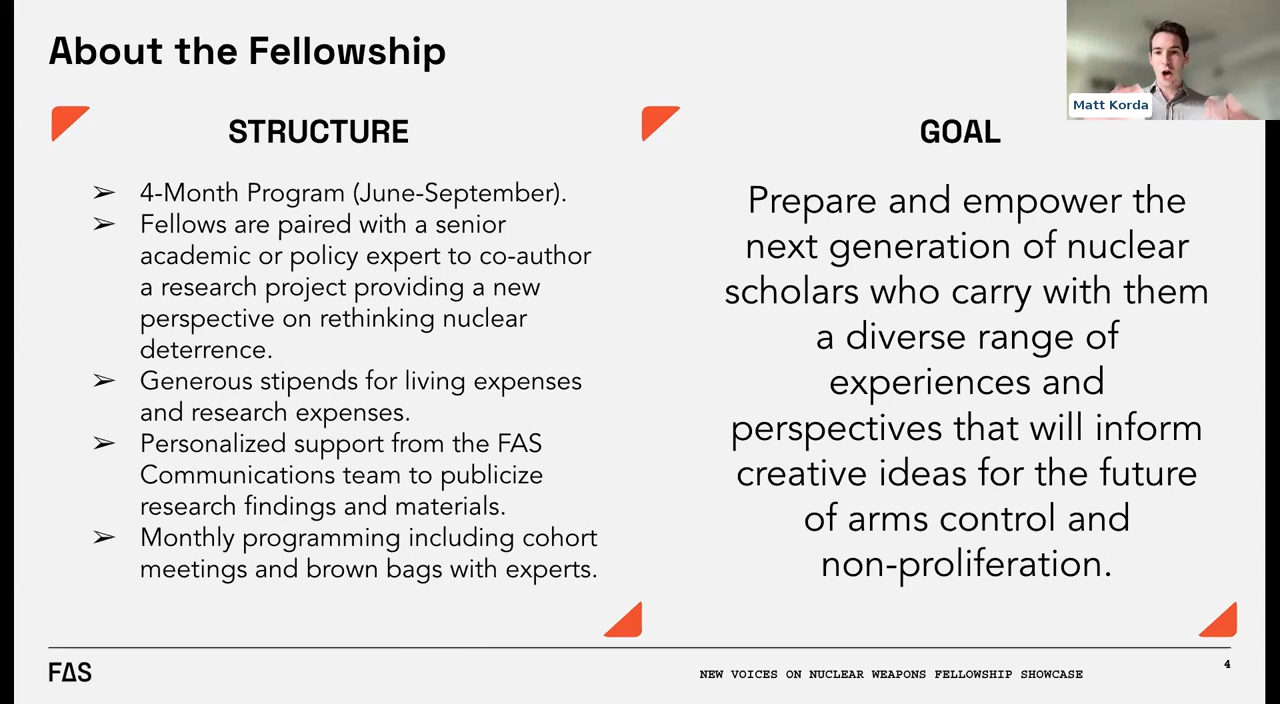 About the Fellowship
Matt Korda
STRUCTURE
➢ 4-Month Program (June-September).
➢ Fellows are paired with a senior
academic or policy expert to co-author
a research project providing a new
perspective on rethinking nuclear
deterrence.
➢ Generous stipends for living expenses
and research expenses.
➢ Personalized support from the FAS
Communications team to publicize
research findings and materials.
➢ Monthly programming including cohort
meetings and brown bags with experts.
GOAL
Prepare and empower the
next generation of nuclear
scholars who carry with them
a diverse range of
experiences and
perspectives that will inform
creative ideas for the future
of arms control and
non-proliferation.
FAS
NEW VOICES ON NUCLEAR WEAPONS FELLOWSHIP SHOWCASE
4